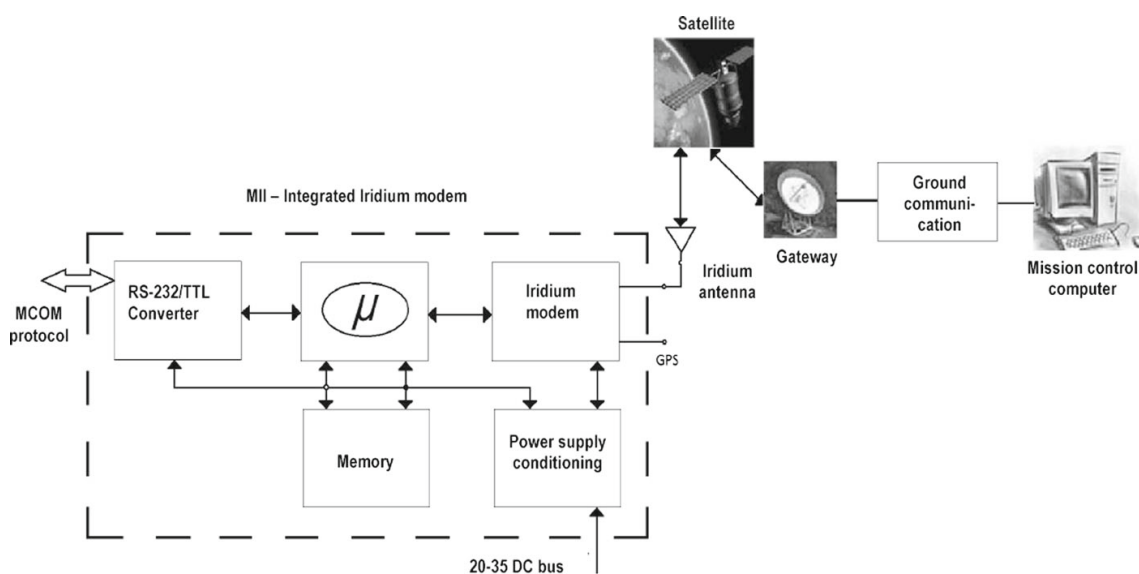 Satellite
MII – Integrated Iridium modem
Ground
communi-
cation
Gateway
Mission control
computer
Iridium
antenna
MCOM
protocol
RS-232/TTL
Converter
μ
Iridium
modem
GPS
Memory
Power supply
conditioning
20-35 DC bus